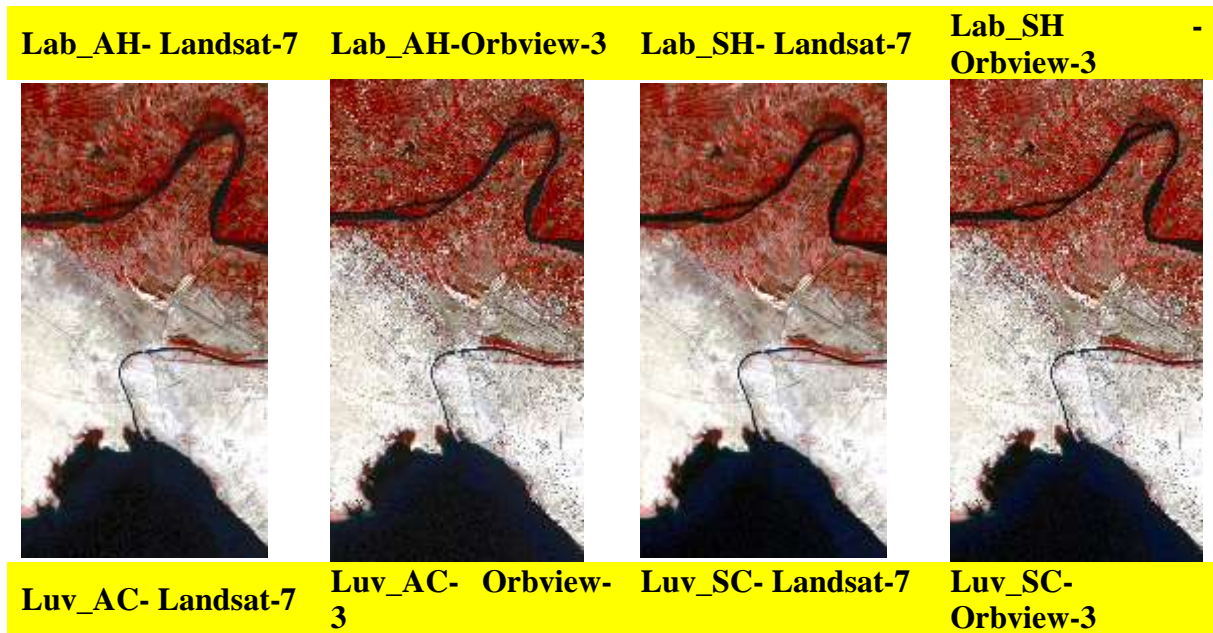 Lab_AH- Landsat-7
Lab_AH-Orbview-3
Lab_SH- Landsat-7
Lab_SH -
Orbview-3
Luv_AC- Landsat-7
Luv_AC- Orbview-
3
Luv_SC- Landsat-7
Luv_SC-
Orbview-3